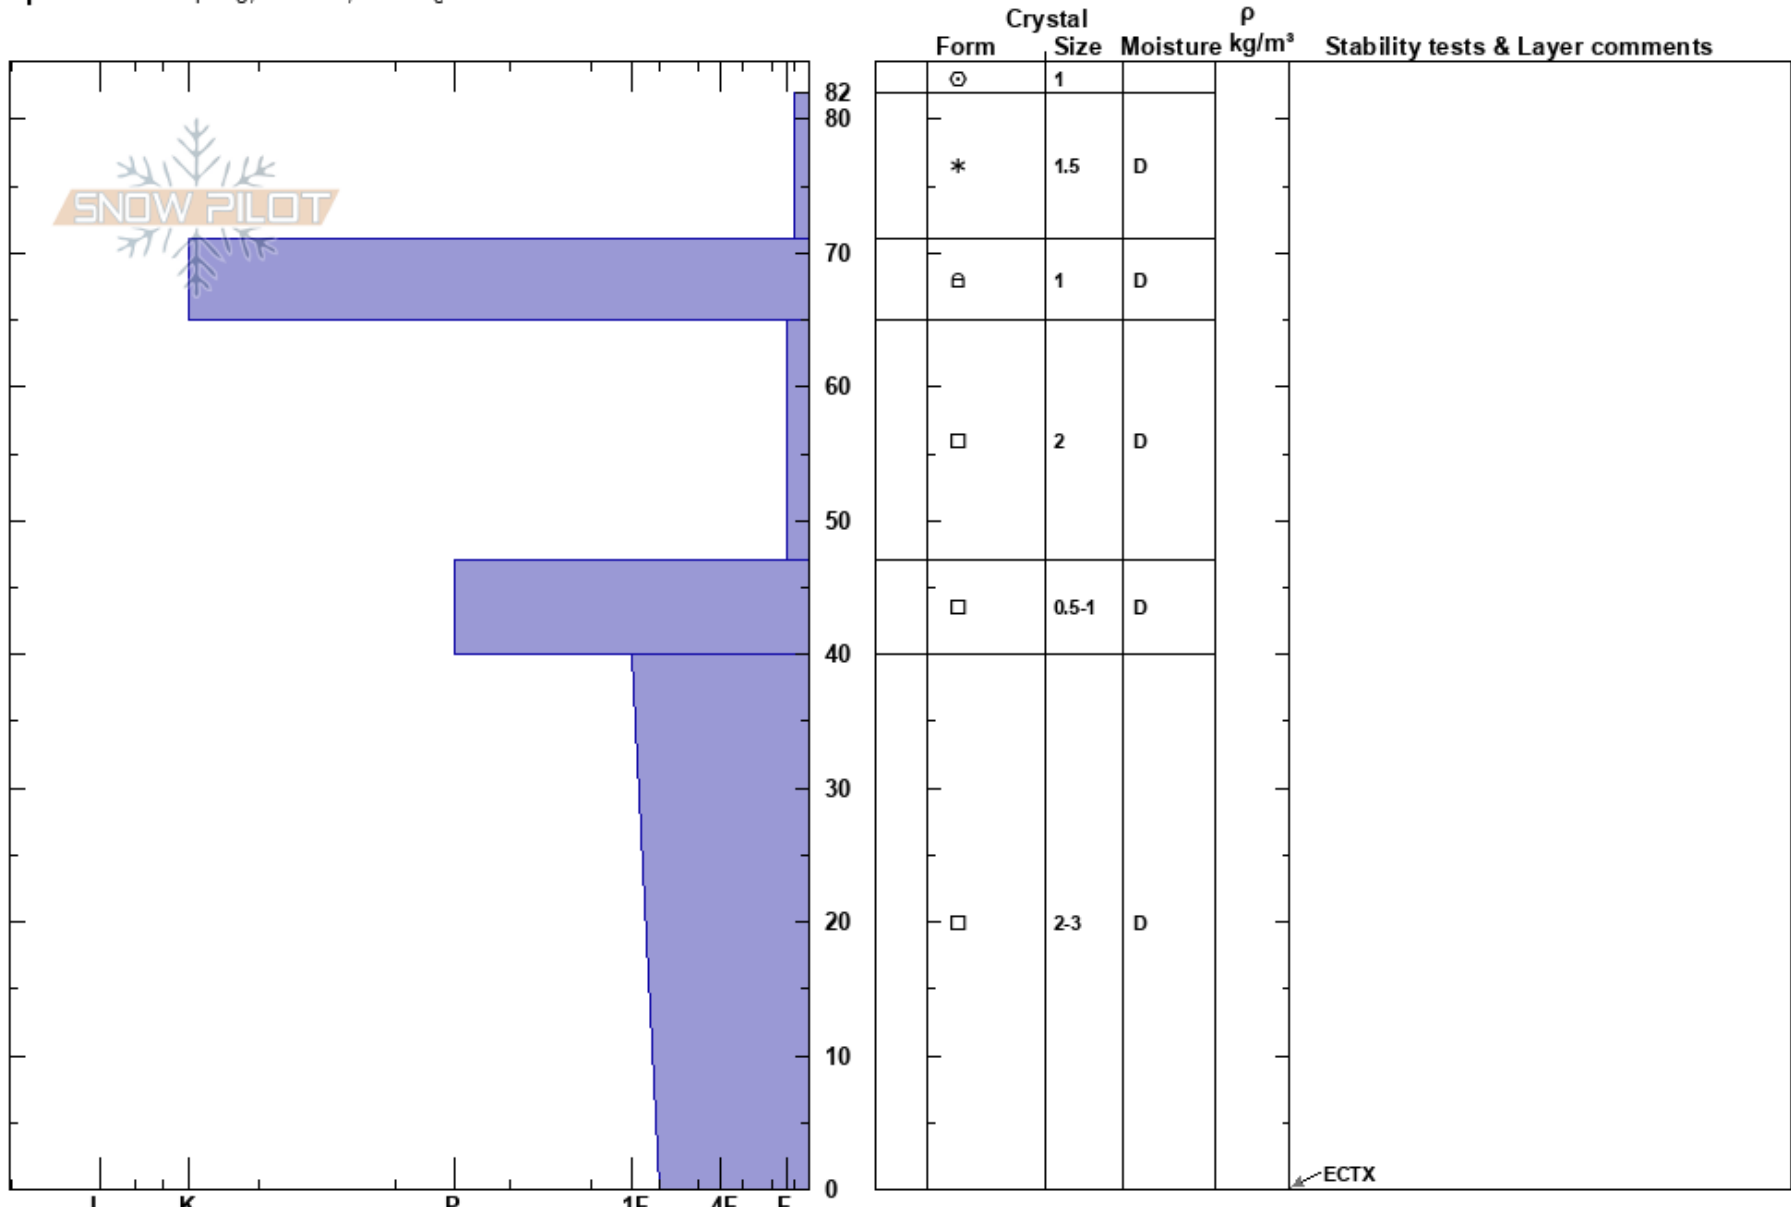 Crystal ρ
Form Size Moisture kg/m³ Stability tests & Layer comments
1
82
80
1.5 D
SNOW PILOT
70
1 D
60
2 D
50
0.5-1 D
40
30
20
2-3 D
10
ECTX
0
I K P 1F 4F F